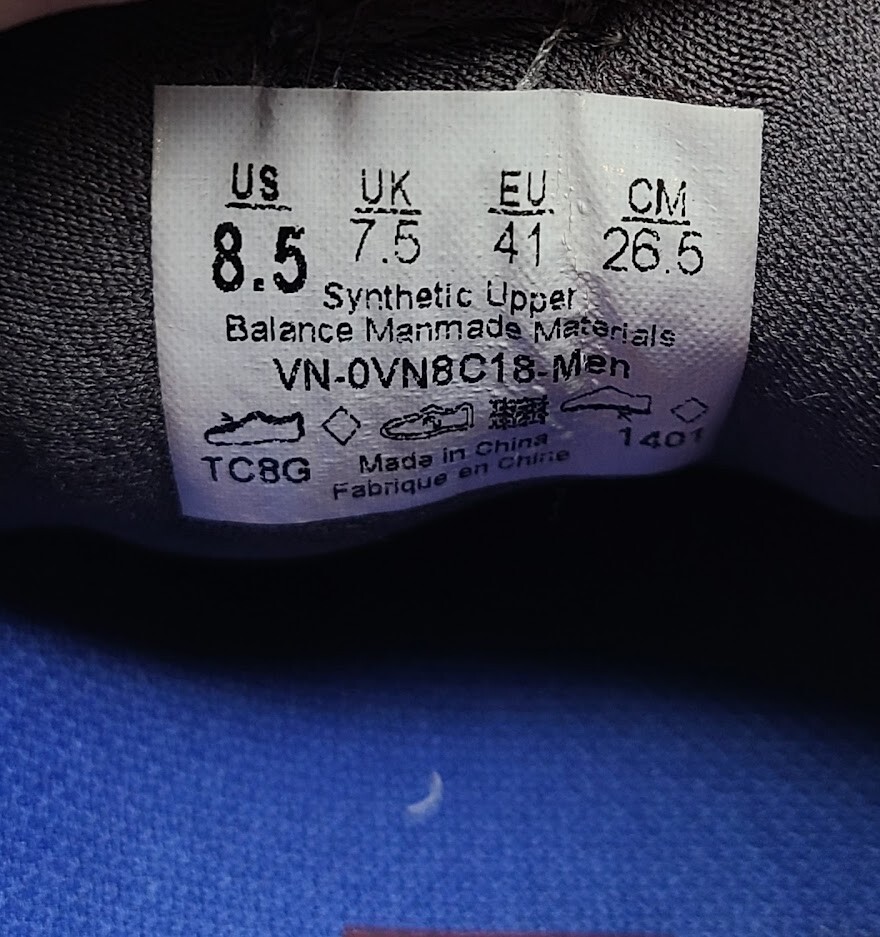 US UK EU CM
8.5 7.5 41 26.5
Synthetic Upper
Balance Manmade Materials
VN-0VN8C18-Men
TC8G Made in China 1401
Fabrique en Chine